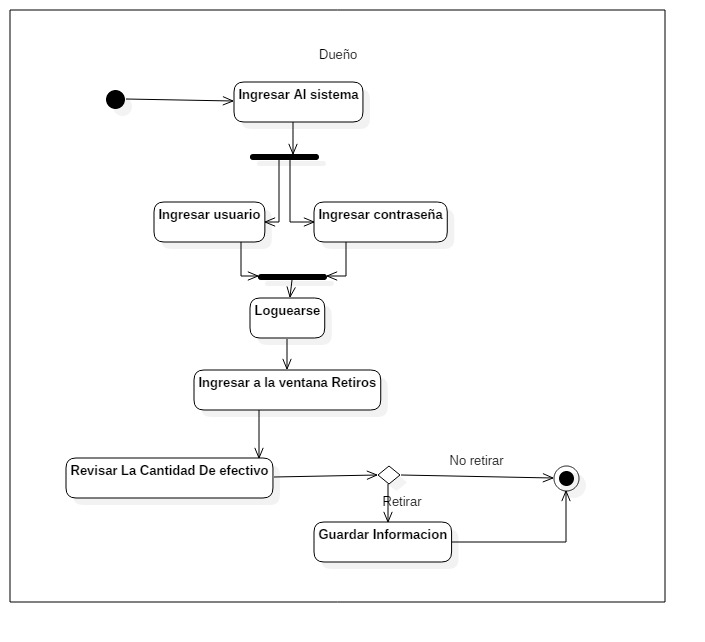 Dueño
Ingresar Al sistema
Ingresar usuario
Ingresar contraseña
Loguearse
Ingresar a la ventana Retiros
Revisar La Cantidad De efectivo
No retirar
Retirar
Guardar Informacion